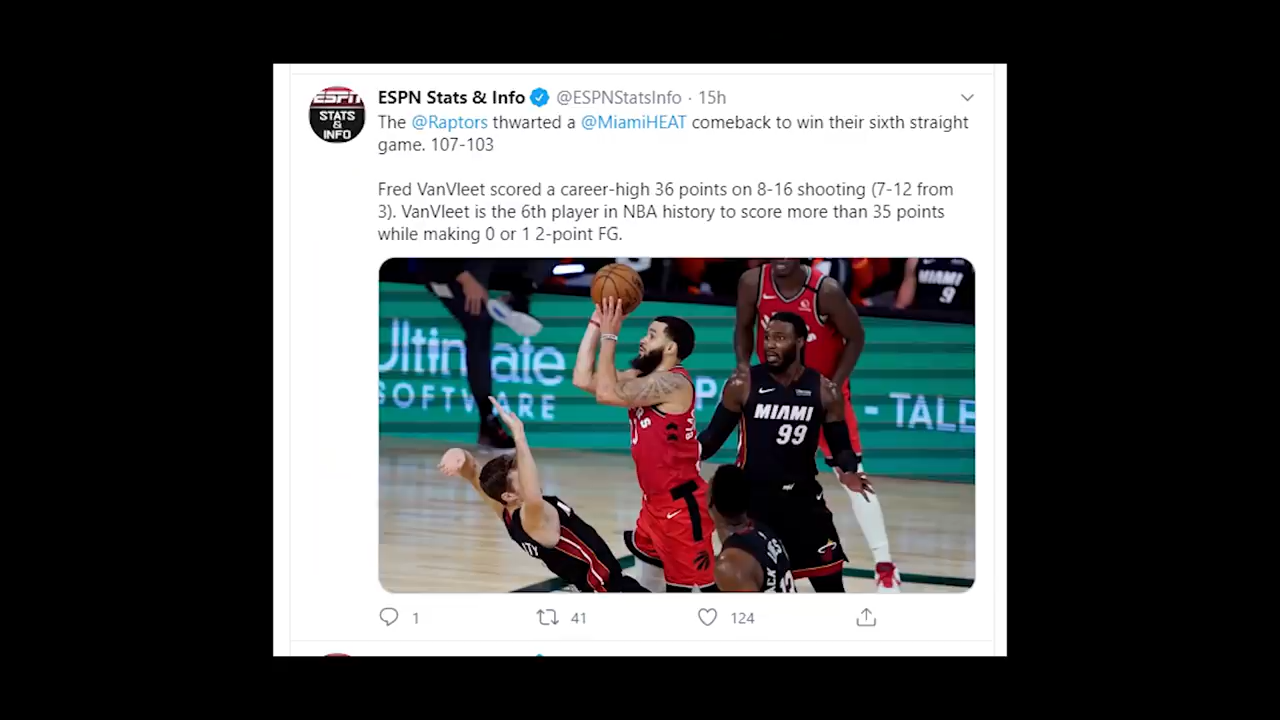 ESPN
STATS
&
INFO
ESPN Stats & Info @ESPNStatsInfo · 15h
The @Raptors thwarted a @MiamiHEAT comeback to win their sixth straight
game. 107-103
Fred VanVleet scored a career-high 36 points on 8-16 shooting (7-12 from
3). VanVleet is the 6th player in NBA history to score more than 35 points
while making 0 or 1 2-point FG.
MIAMI
9
Ultimate
SOFTWARE
- TALE
MIAMI
99
1
41
124